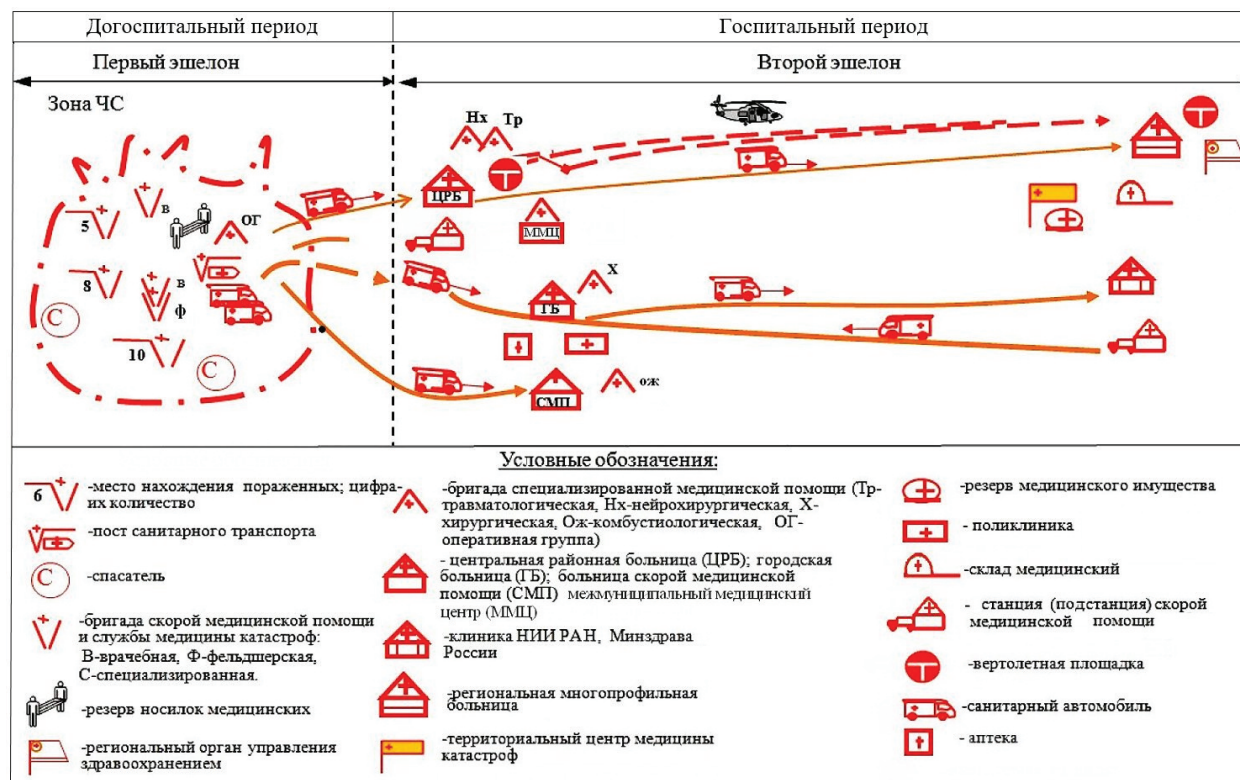 Догоспитальный период
Госпитальный период
Первый эшелон
Второй эшелон
Зона ЧС
Нх
Тр
5
в
ОГ
ЦРБ
ММЦ
8
в
ф
Х
ГБ
С
10
С
СМП
ож
Условные обозначения:
6
-место нахождения пораженных; цифра-
их количество
-пост санитарного транспорта
С
-спасатель
-бригада скорой медицинской помощи
и службы медицины катастроф:
В-врачебная, Ф-фельдшерская,
С-специализированная.
-резерв носилок медицинских
-региональный орган управления
здравоохранением
-бригада специализированной медицинской помощи (Тр-
травматологическая, Нх-нейрохирургическая, Х-
хирургическая, Ож-комбустиологическая, ОГ-
оперативная группа)
- центральная районная больница (ЦРБ); городская
больница (ГБ); больница скорой медицинской
помощи (СМП) межмуниципальный медицинский
центр (ММЦ)
-клиника НИИ РАН, Минздрава
России
-региональная многопрофильная
больница
-территориальный центр медицины
катастроф
-резерв медицинского имущества
- поликлиника
-склад медицинский
- станция (подстанция) скорой
медицинской помощи
-вертолетная площадка
-санитарный автомобиль
- аптека